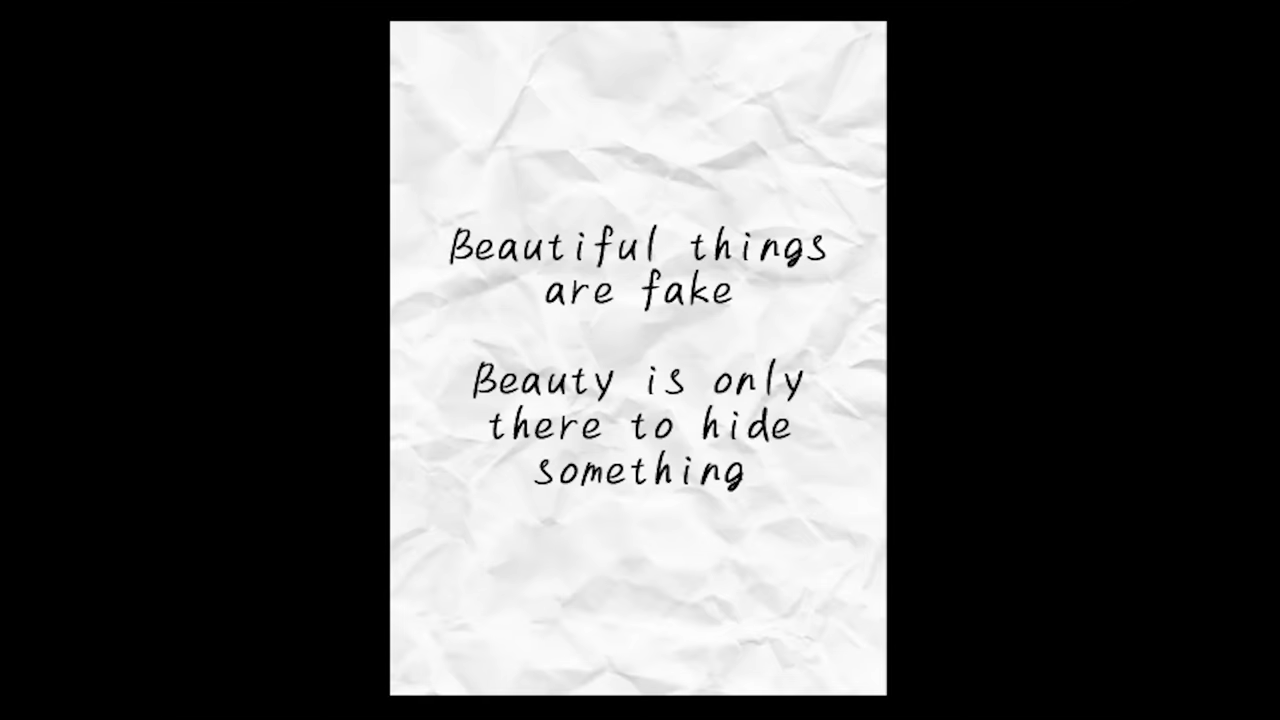 Beautiful things
are fake
Beauty is only
there to hide
something